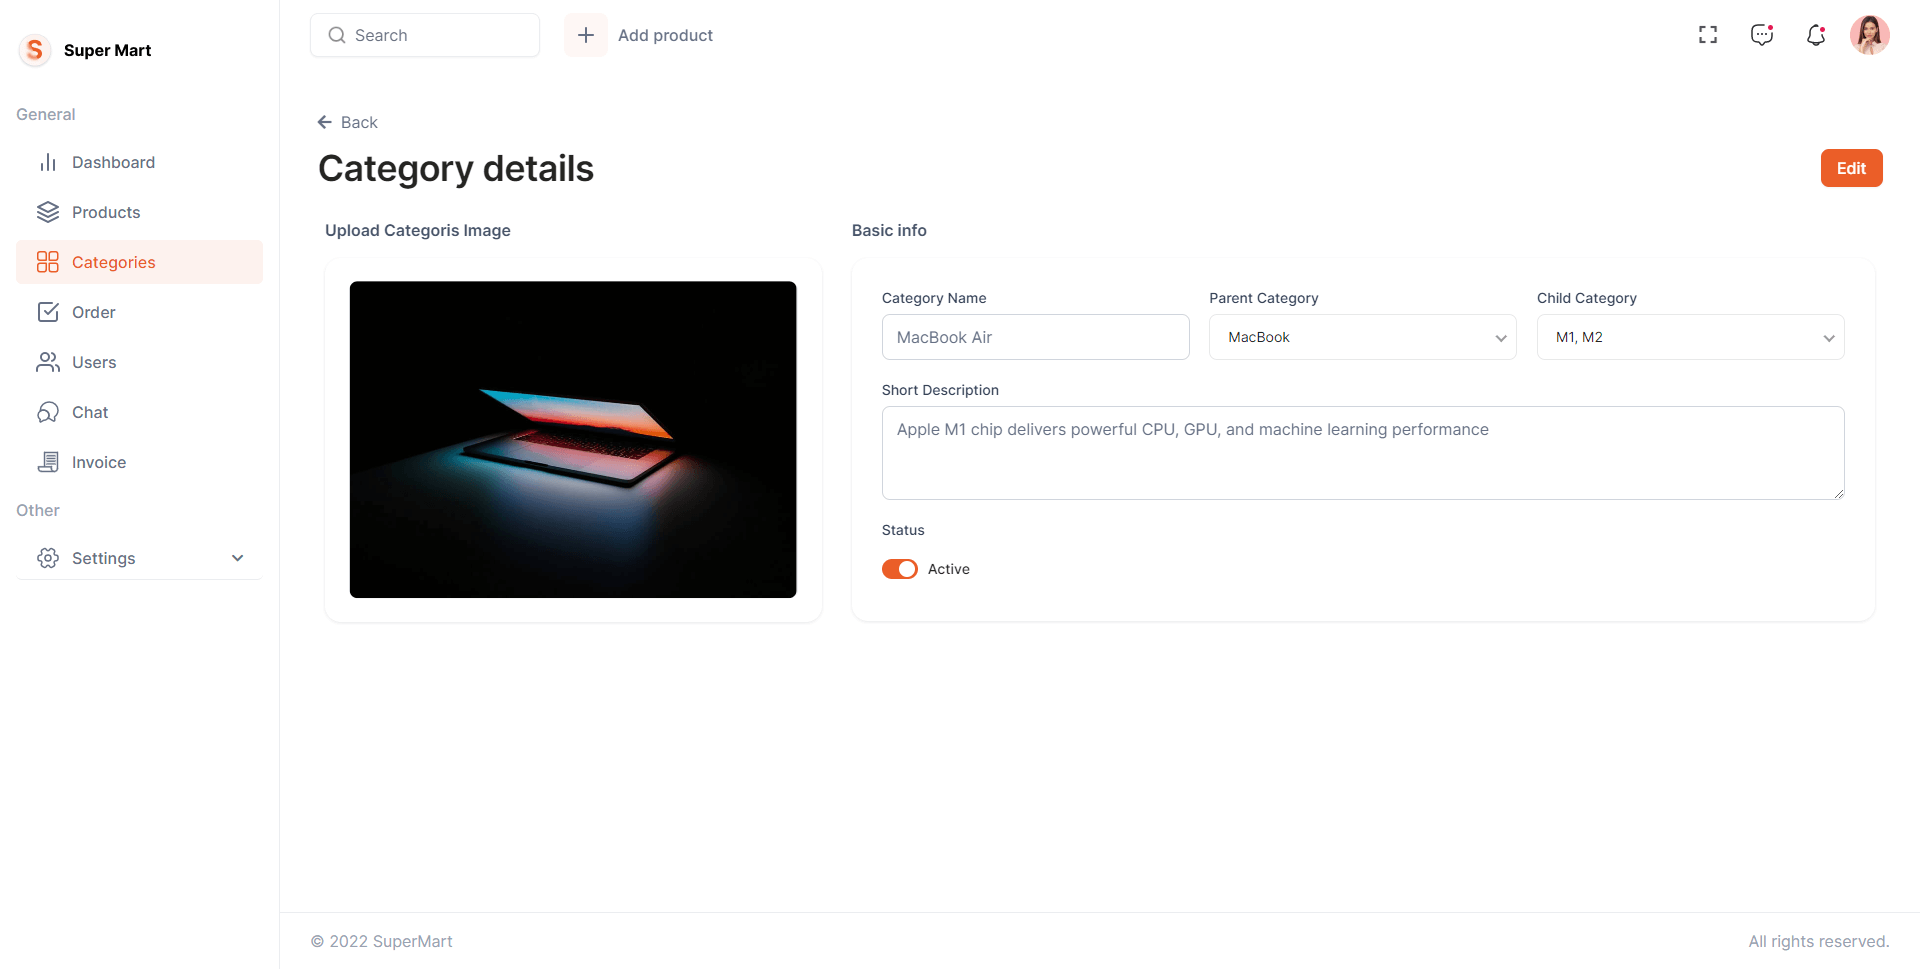 S Super Mart
Search
Add product
General
Dashboard
Products
Categories
Order
Users
Chat
Invoice
Other
Settings
Back
Category details
Edit
Upload Categoris Image
Basic info
Category Name
Parent Category
Child Category
MacBook Air
MacBook
M1, M2
Short Description
Apple M1 chip delivers powerful CPU, GPU, and machine learning performance
Status
Active
© 2022 SuperMart
All rights reserved.